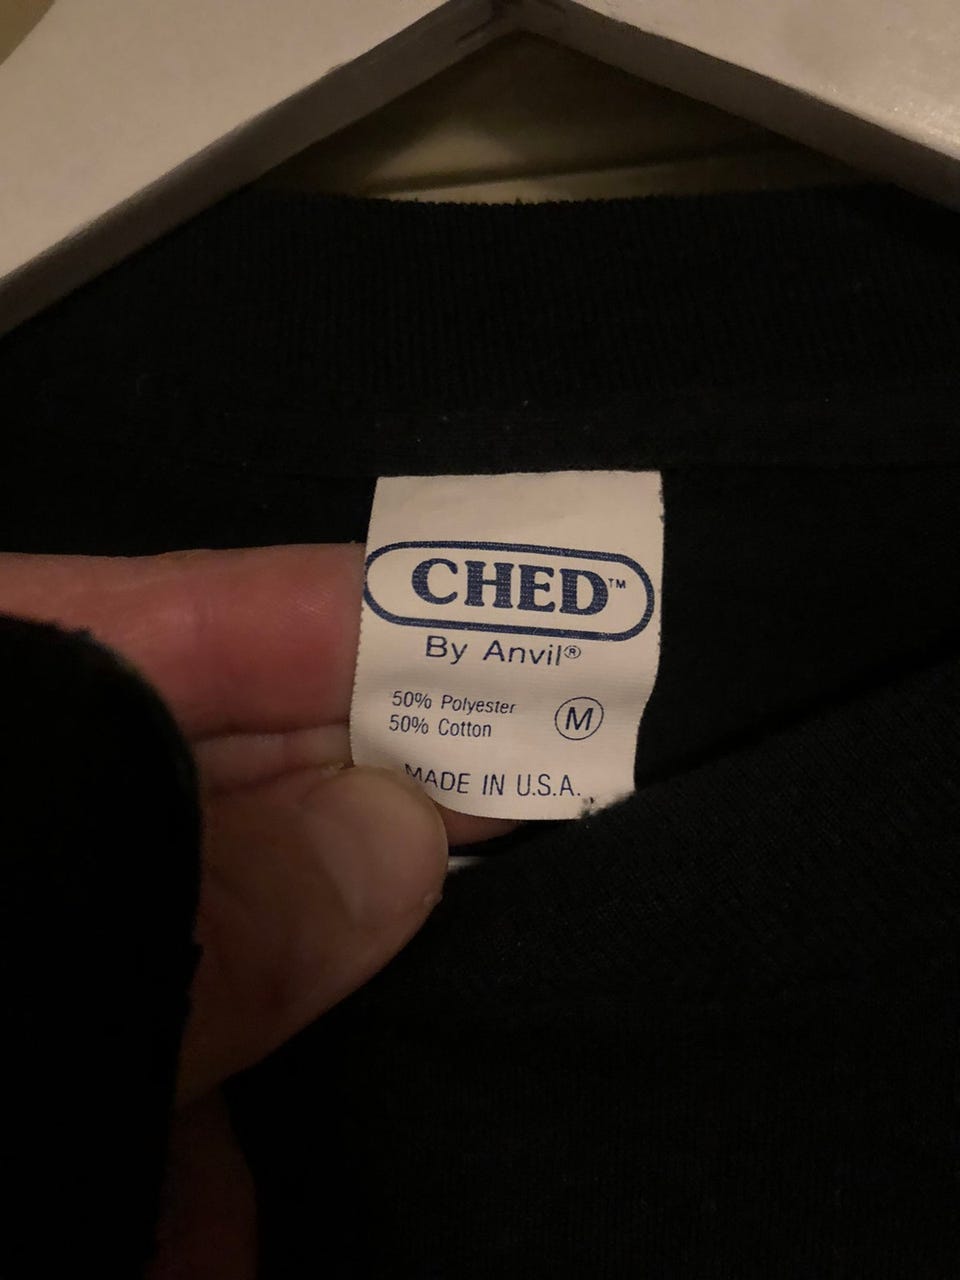 CHED™
By Anvil®
50% Polyester
50% Cotton
M
MADE IN U.S.A.